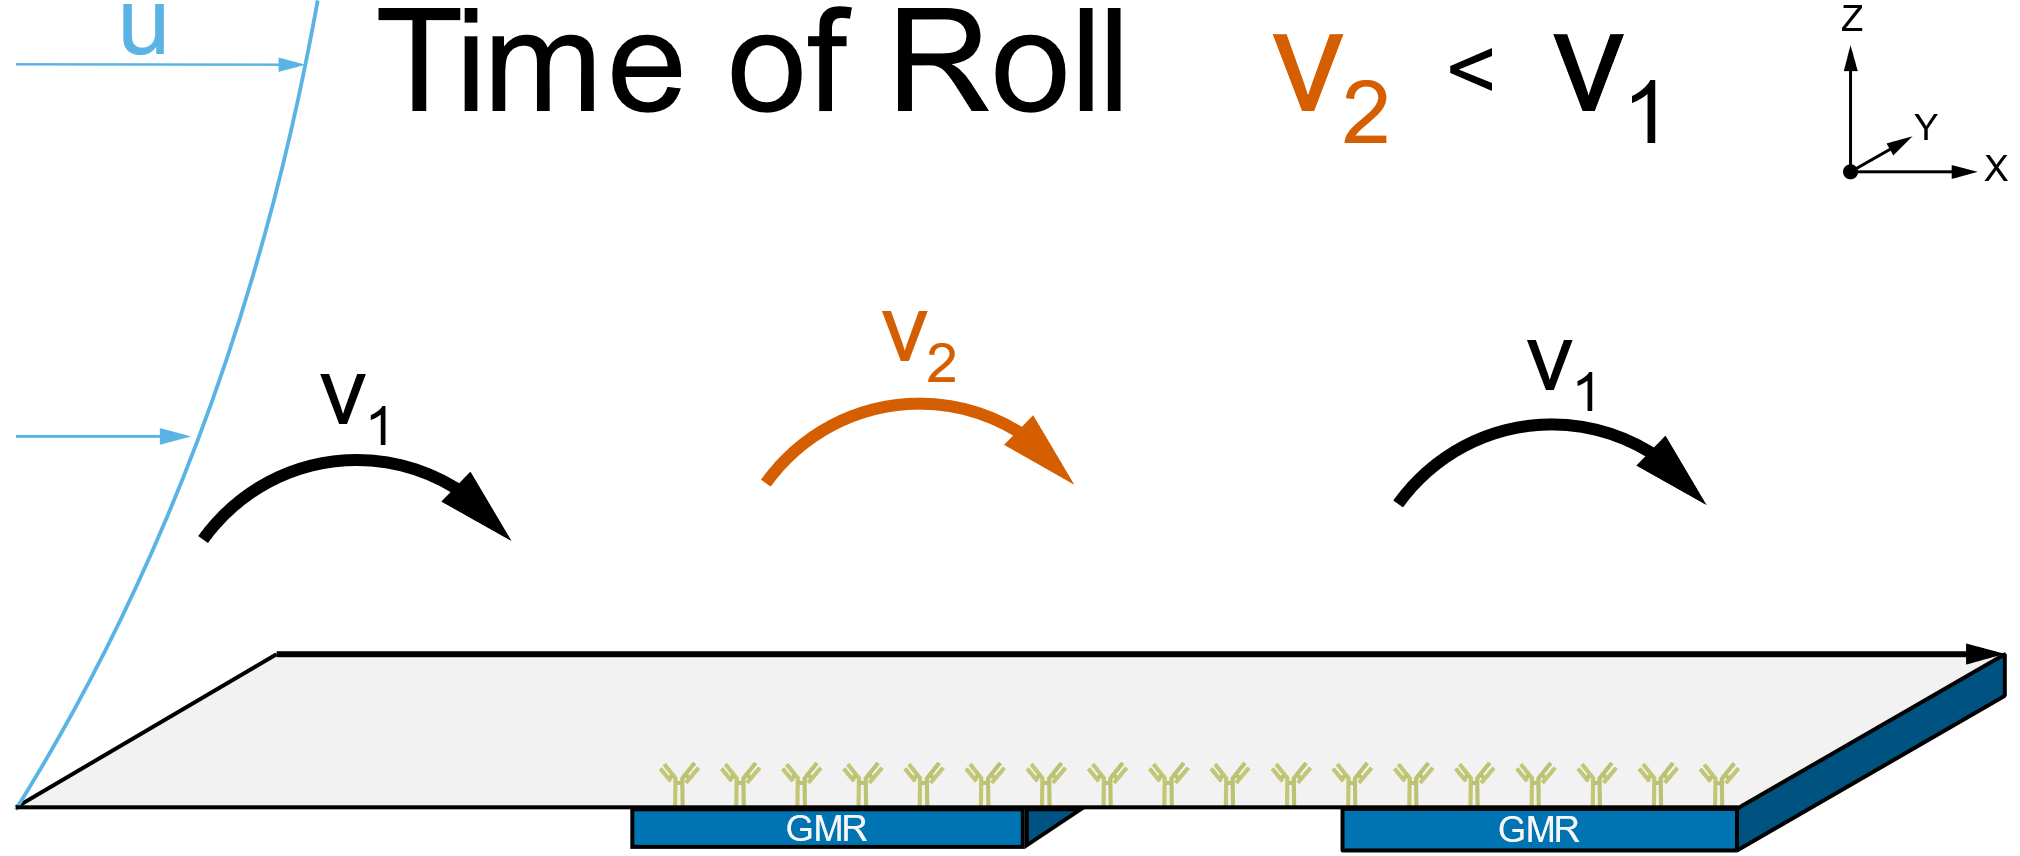 u
Time of Roll v₂ < v₁
Z
Y
X
v₁
v₂
v₁
GMR
GMR